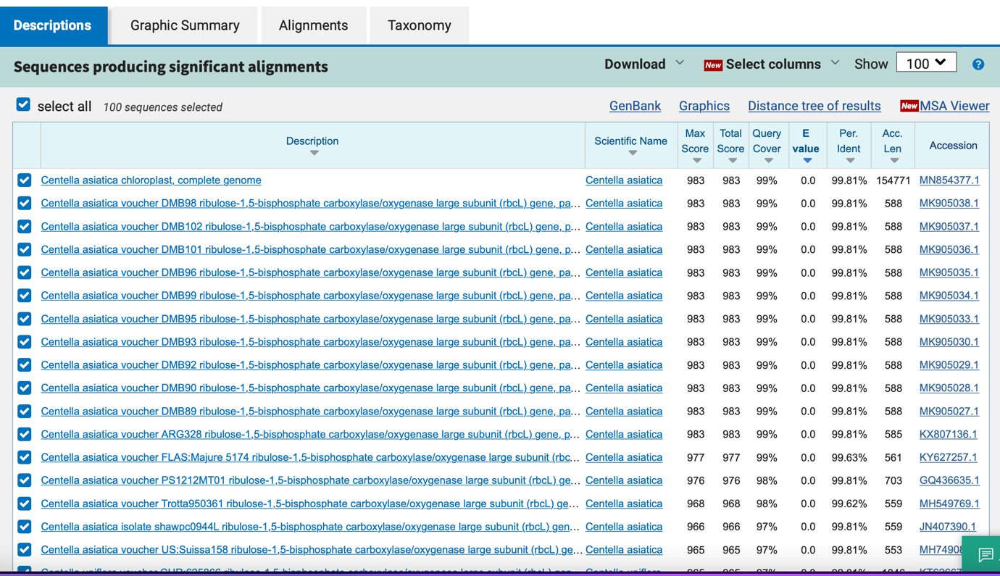 Descriptions Graphic Summary Alignments Taxonomy
Sequences producing significant alignments Download New Select columns Show 100 ?
select all 100 sequences selected GenBank Graphics Distance tree of results New MSA Viewer
Description Scientific Name Max Score Total Score Query Cover E value Per. Ident Acc. Len Accession
Centella asiatica chloroplast, complete genome Centella asiatica 983 983 99% 0.0 99.81% 154771 MN854377.1
Centella asiatica voucher DMB98 ribulose-1,5-bisphosphate carboxylase/oxygenase large subunit (rbcL) gene, pa... Centella asiatica 983 983 99% 0.0 99.81% 588 MK905038.1
Centella asiatica voucher DMB102 ribulose-1,5-bisphosphate carboxylase/oxygenase large subunit (rbcL) gene, p... Centella asiatica 983 983 99% 0.0 99.81% 588 MK905037.1
Centella asiatica voucher DMB101 ribulose-1,5-bisphosphate carboxylase/oxygenase large subunit (rbcL) gene, p... Centella asiatica 983 983 99% 0.0 99.81% 588 MK905036.1
Centella asiatica voucher DMB96 ribulose-1,5-bisphosphate carboxylase/oxygenase large subunit (rbcL) gene, pa... Centella asiatica 983 983 99% 0.0 99.81% 588 MK905035.1
Centella asiatica voucher DMB99 ribulose-1,5-bisphosphate carboxylase/oxygenase large subunit (rbcL) gene, pa... Centella asiatica 983 983 99% 0.0 99.81% 588 MK905034.1
Centella asiatica voucher DMB95 ribulose-1,5-bisphosphate carboxylase/oxygenase large subunit (rbcL) gene, pa... Centella asiatica 983 983 99% 0.0 99.81% 588 MK905033.1
Centella asiatica voucher DMB93 ribulose-1,5-bisphosphate carboxylase/oxygenase large subunit (rbcL) gene, pa... Centella asiatica 983 983 99% 0.0 99.81% 588 MK905030.1
Centella asiatica voucher DMB92 ribulose-1,5-bisphosphate carboxylase/oxygenase large subunit (rbcL) gene, pa... Centella asiatica 983 983 99% 0.0 99.81% 588 MK905029.1
Centella asiatica voucher DMB90 ribulose-1,5-bisphosphate carboxylase/oxygenase large subunit (rbcL) gene, pa... Centella asiatica 983 983 99% 0.0 99.81% 588 MK905028.1
Centella asiatica voucher DMB89 ribulose-1,5-bisphosphate carboxylase/oxygenase large subunit (rbcL) gene, pa... Centella asiatica 983 983 99% 0.0 99.81% 588 MK905027.1
Centella asiatica voucher ARG328 ribulose-1,5-bisphosphate carboxylase/oxygenase large subunit (rbcL) gene, p... Centella asiatica 983 983 99% 0.0 99.81% 585 KX807136.1
Centella asiatica voucher FLAS:Majure 5174 ribulose-1,5-bisphosphate carboxylase/oxygenase large subunit (rbc... Centella asiatica 977 977 99% 0.0 99.63% 561 KY627257.1
Centella asiatica voucher PS1212MT01 ribulose-1,5-bisphosphate carboxylase/oxygenase large subunit (rbcL) ge... Centella asiatica 976 976 98% 0.0 99.81% 703 GQ436635.1
Centella asiatica voucher Trotta950361 ribulose-1,5-bisphosphate carboxylase/oxygenase large subunit (rbcL) ge... Centella asiatica 968 968 98% 0.0 99.62% 559 MH549769.1
Centella asiatica isolate shawpc0944L ribulose-1,5-bisphosphate carboxylase/oxygenase large subunit (rbcL) gen... Centella asiatica 966 966 97% 0.0 99.81% 559 JN407390.1
Centella asiatica voucher US:Suissa158 ribulose-1,5-bisphosphate carboxylase/oxygenase large subunit (rbcL) ge... Centella asiatica 965 965 97% 0.0 99.81% 553